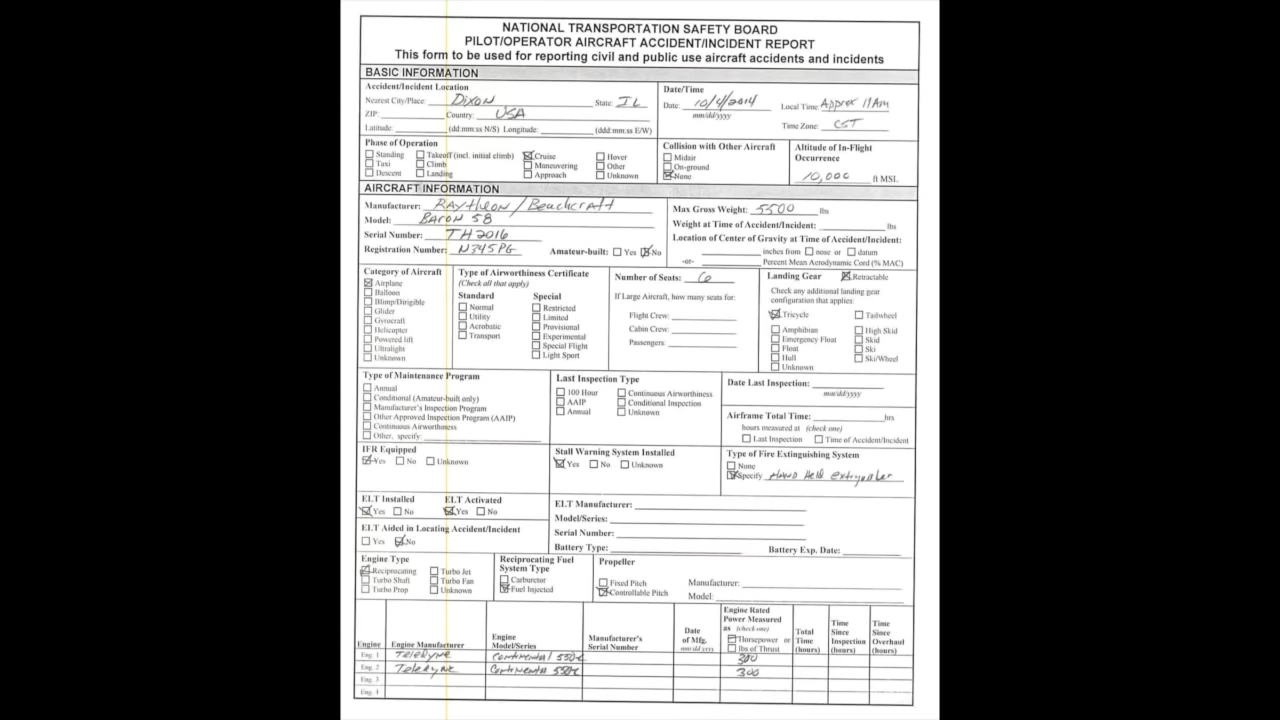 NATIONAL TRANSPORTATION SAFETY BOARD
PILOT/OPERATOR AIRCRAFT ACCIDENT/INCIDENT REPORT
This form to be used for reporting civil and public use aircraft accidents and incidents
BASIC INFORMATION
Accident/Incident Location
Nearest City/Place: Dixon State: IL
ZIP: Country: USA
Latitude: (dd:mm:ss N/S) Longitude: (ddd:mm:ss E/W)
Date/Time
Date: 10/4/2014 Local Time: Approx 11AM
mm/dd/yyyy
Time Zone: CST
Phase of Operation
Standing Takeoff (incl. initial climb) Cruise Hover
Taxi Climb Maneuvering Other
Descent Landing Approach Unknown
Collision with Other Aircraft
Midair
On-ground
None
Altitude of In-Flight
Occurrence
10,000 ft MSL
AIRCRAFT INFORMATION
Manufacturer: RAYtheon/Beachcraft
Model: BARON 58
Serial Number: TH2016
Registration Number: N345PG Amateur-built: Yes No
Max Gross Weight: 5500 lbs
Weight at Time of Accident/Incident: lbs
Location of Center of Gravity at Time of Accident/Incident:
inches from nose or datum
-or- Percent Mean Aerodynamic Cord (% MAC)
Category of Aircraft
Airplane
Balloon
Blimp/Dirigible
Glider
Gyrocraft
Helicopter
Powered lift
Ultralight
Unknown
Type of Airworthiness Certificate
(Check all that apply)
Standard Special
Normal Restricted
Utility Limited
Acrobatic Provisional
Transport Experimental
Special Flight
Light Sport
Number of Seats: 6
If Large Aircraft, how many seats for:
Flight Crew:
Cabin Crew:
Passengers:
Landing Gear Retractable
Check any additional landing gear
configuration that applies:
Tricycle Tailwheel
Amphibian High Skid
Emergency Float Skid
Float Ski
Hull Ski/Wheel
Unknown
Type of Maintenance Program
Annual
Conditional (Amateur-built only)
Manufacturer's Inspection Program
Other Approved Inspection Program (AAIP)
Continuous Airworthiness
Other, specify:
Last Inspection Type
100 Hour Continuous Airworthiness
AAIP Conditional Inspection
Annual Unknown
Date Last Inspection:
mm/dd/yyyy
Airframe Total Time: hrs
hours measured at (check one)
Last Inspection Time of Accident/Incident
IFR Equipped
Yes No Unknown
Stall Warning System Installed
Yes No Unknown
Type of Fire Extinguishing System
None
Specify HAND Held
ELT Installed ELT Activated
Yes No Yes No
ELT Aided in Locating Accident/Incident
Yes No
ELT Manufacturer:
Model/Series:
Serial Number:
Battery Type: Battery Exp. Date:
Engine Type
Reciprocating Turbo Jet
Turbo Shaft Turbo Fan
Turbo Prop Unknown
Reciprocating Fuel
System Type
Carburetor
Fuel Injected
Propeller
Fixed Pitch Manufacturer:
Controllable Pitch Model:
Engine
Engine Manufacturer
Engine
Model/Series
Manufacturer's
Serial Number
Date
of Mfg.
mm/dd/yyyy
Engine Rated
Power Measured
as (check one)
Horsepower or
lbs of Thrust
Total
Time
(hours)
Time
Since
Inspection
(hours)
Time
Since
Overhaul
(hours)
Eng. 1 Teledyne Continental 300
Eng. 2 Teledyne Continental 300
Eng. 3
Eng. 4